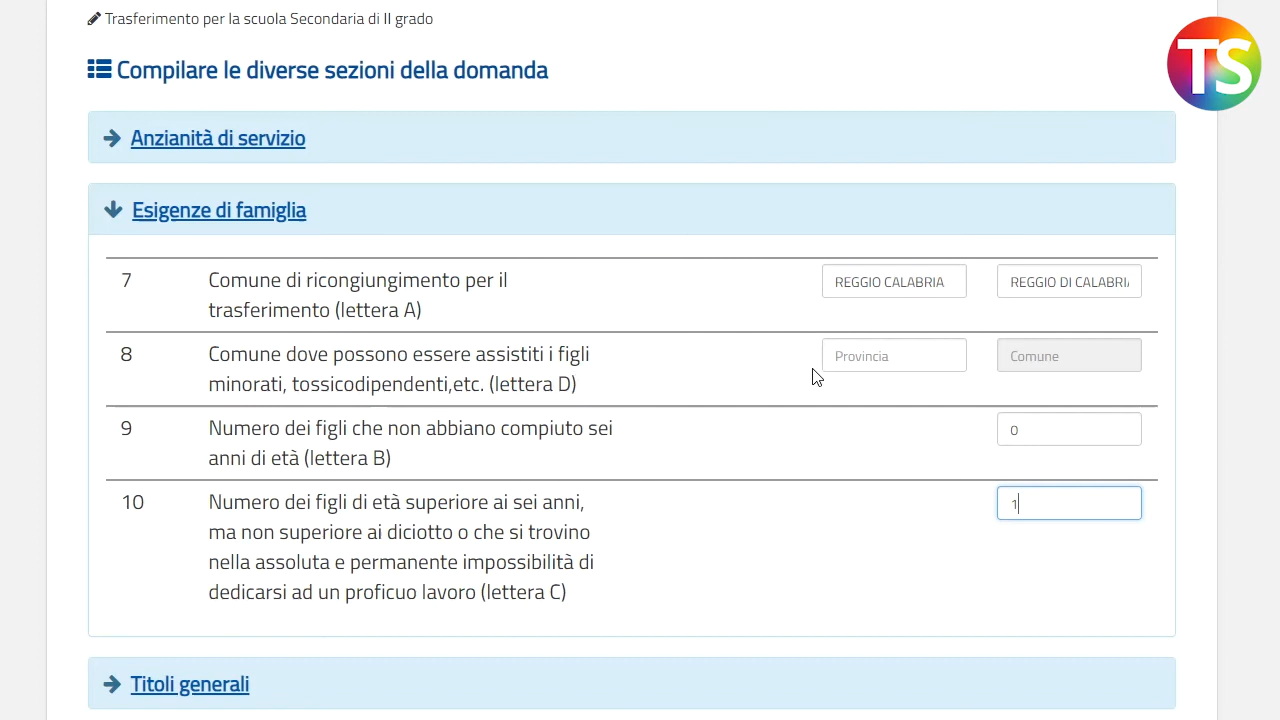 Trasferimento per la scuola Secondaria di II grado
TS
Compilare le diverse sezioni della domanda
Anzianità di servizio
Esigenze di famiglia
7 Comune di ricongiungimento per il REGGIO CALABRIA REGGIO DI CALABRI
trasferimento (lettera A)
8 Comune dove possono essere assistiti i figli Provincia Comune
minorati, tossicodipendenti,etc. (lettera D)
9 Numero dei figli che non abbiano compiuto sei 0
anni di età (lettera B)
10 Numero dei figli di età superiore ai sei anni, 1
ma non superiore ai diciotto o che si trovino
nella assoluta e permanente impossibilità di
dedicarsi ad un proficuo lavoro (lettera C)
Titoli generali